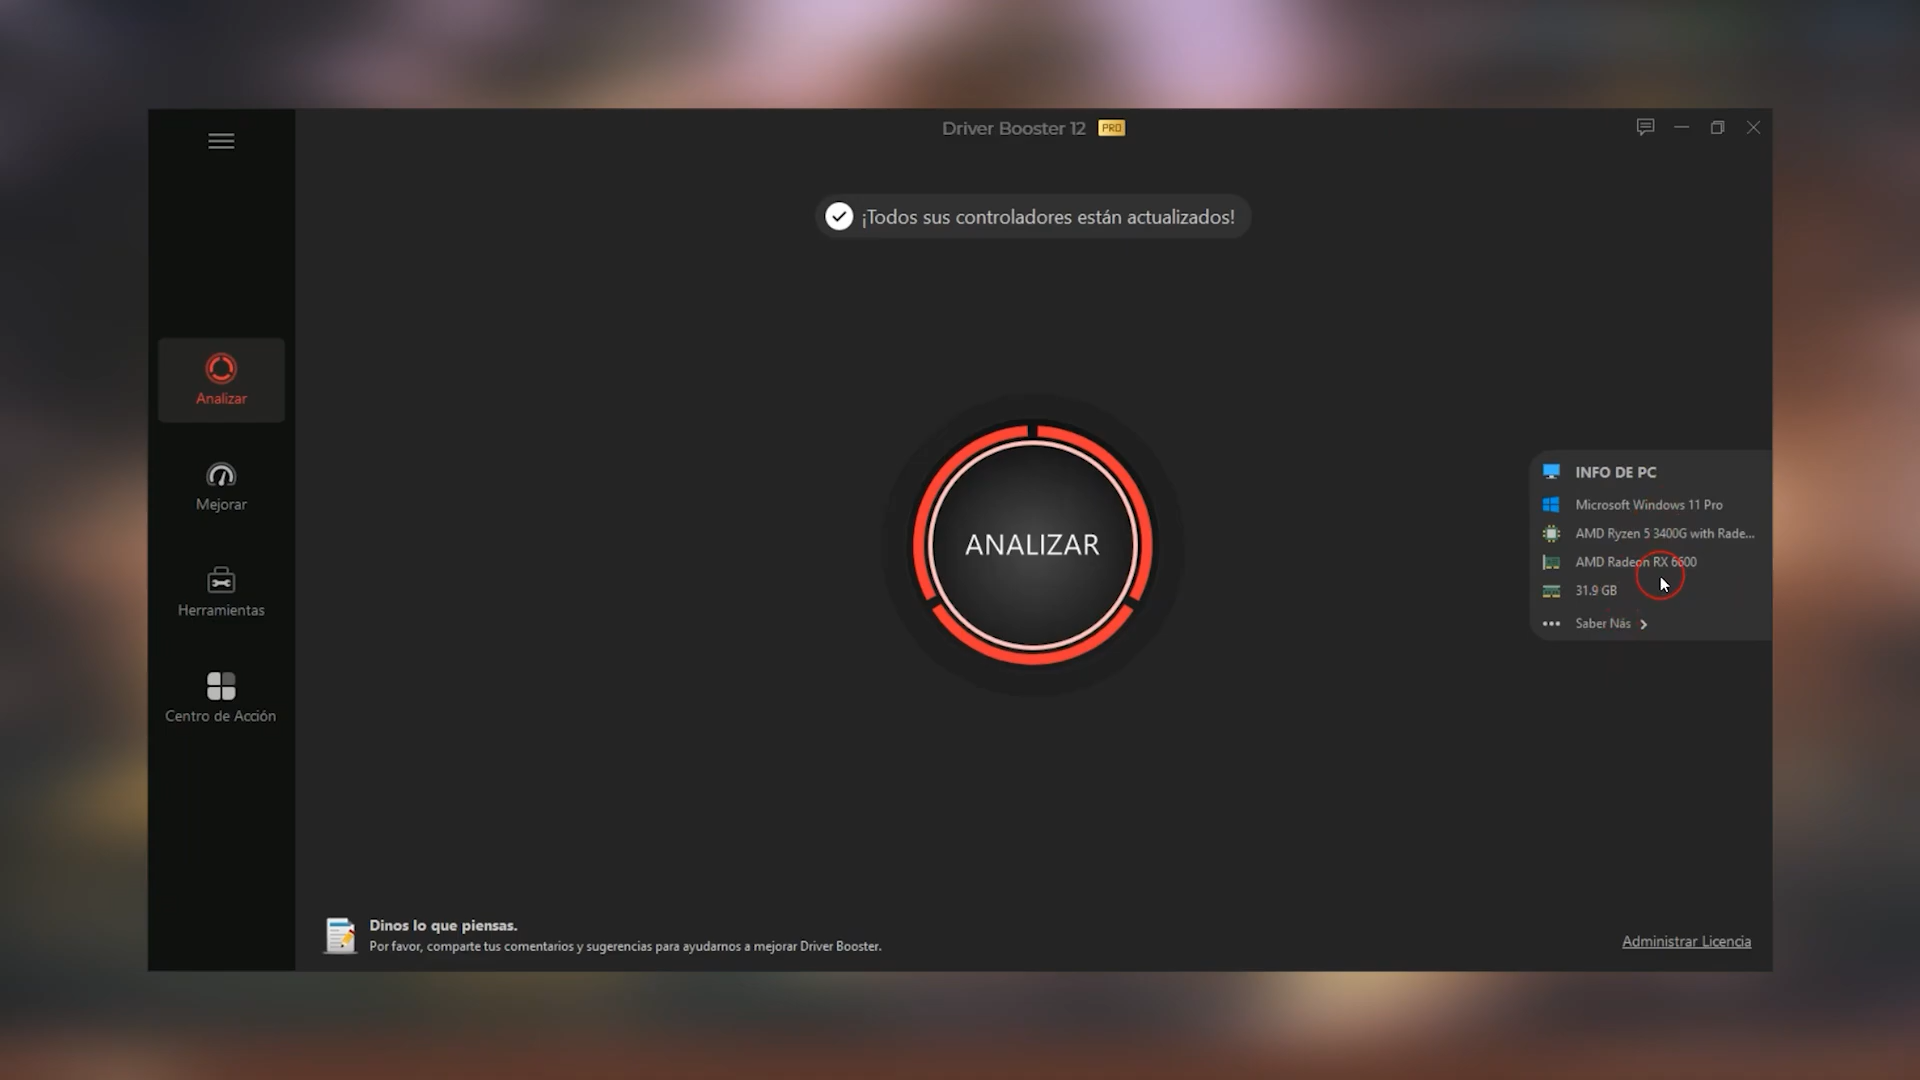 Driver Booster 12 PRO
¡Todos sus controladores están actualizados!
Analizar
Mejorar
Herramientas
Centro de Acción
ANALIZAR
INFO DE PC
Microsoft Windows 11 Pro
AMD Ryzen 5 3400G with Rade...
AMD Radeon RX 6600
31.9 GB
Saber Nás
Dinos lo que piensas.
Por favor, comparte tus comentarios y sugerencias para ayudarnos a mejorar Driver Booster.
Administrar Licencia